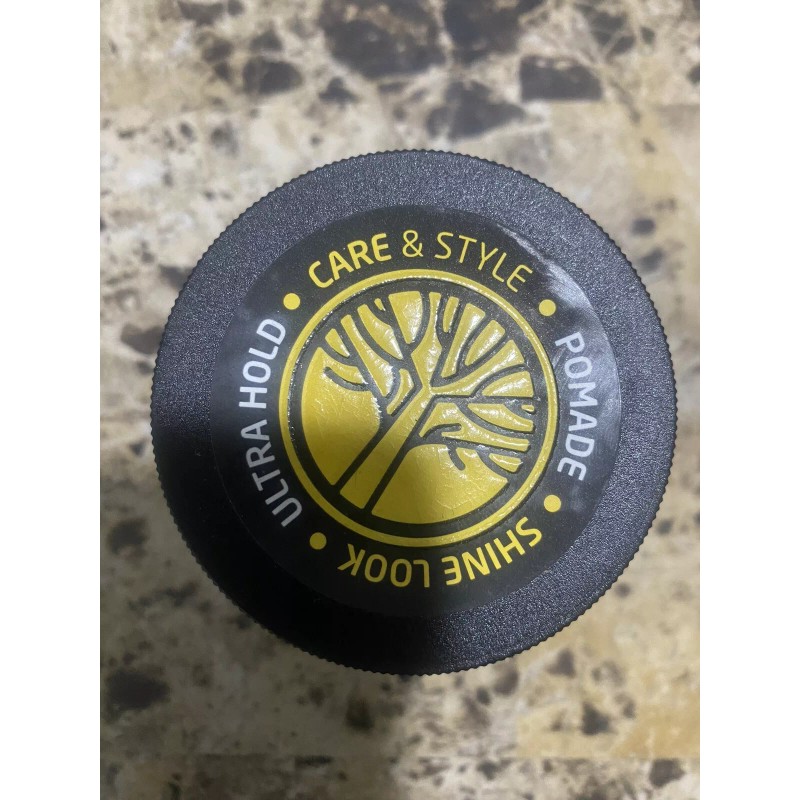 CARE & STYLE
POMADE
SHINE LOOK
ULTRA HOLD